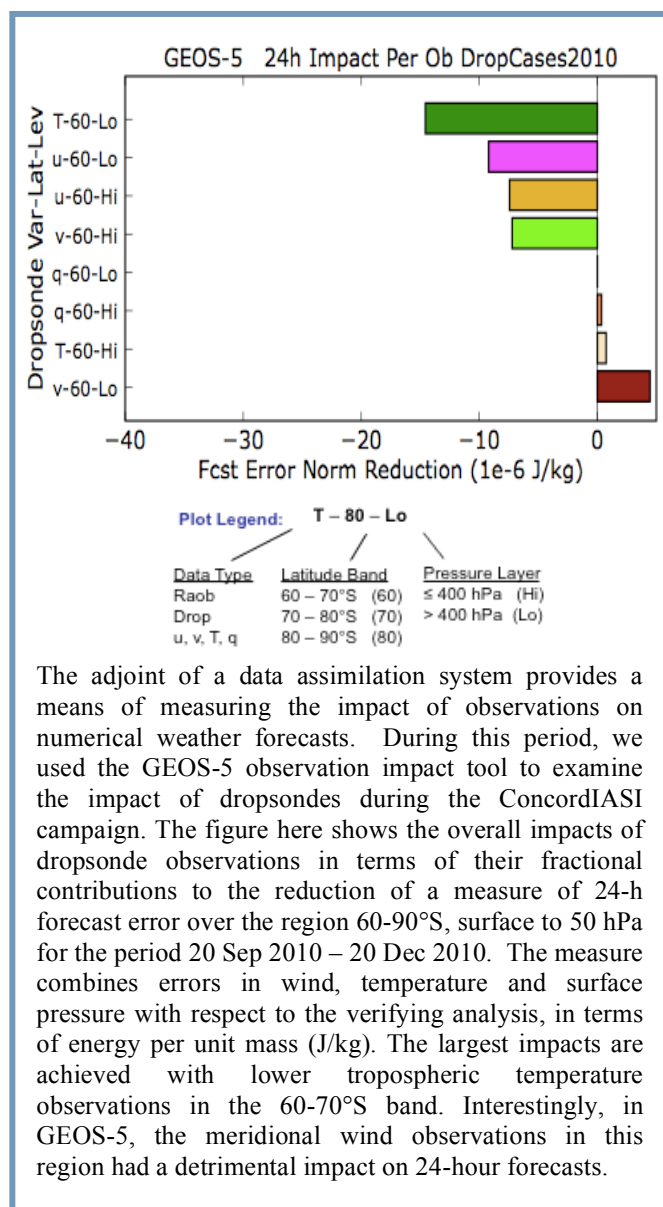 GEOS-5 24h Impact Per Ob DropCases2010
Dropsonde Var-Lat-Lev
T-60-Lo
u-60-Lo
u-60-Hi
v-60-Hi
q-60-Lo
q-60-Hi
T-60-Hi
v-60-Lo
−40 −30 −20 −10 0
Fcst Error Norm Reduction (1e-6 J/kg)
Plot Legend: T – 80 – Lo
Data Type Latitude Band Pressure Layer
Raob 60 – 70°S (60) ≤ 400 hPa (Hi)
Drop 70 – 80°S (70) > 400 hPa (Lo)
u, v, T, q 80 – 90°S (80)
The adjoint of a data assimilation system provides a
means of measuring the impact of observations on
numerical weather forecasts. During this period, we
used the GEOS-5 observation impact tool to examine
the impact of dropsondes during the ConcordIASI
campaign. The figure here shows the overall impacts of
dropsonde observations in terms of their fractional
contributions to the reduction of a measure of 24-h
forecast error over the region 60-90°S, surface to 50 hPa
for the period 20 Sep 2010 – 20 Dec 2010. The measure
combines errors in wind, temperature and surface
pressure with respect to the verifying analysis, in terms
of energy per unit mass (J/kg). The largest impacts are
achieved with lower tropospheric temperature
observations in the 60-70°S band. Interestingly, in
GEOS-5, the meridional wind observations in this
region had a detrimental impact on 24-hour forecasts.